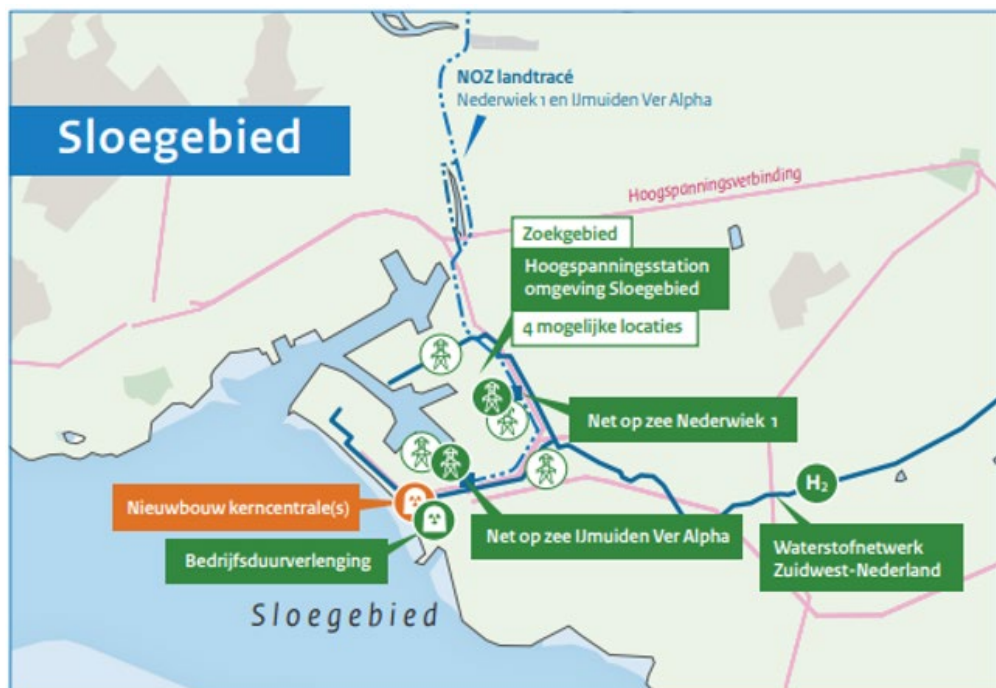 Sloegebied
NOZ landtracé
Nederwiek 1 en IJmuiden Ver Alpha
Hoogspanningsverbinding
Zoekgebied
Hoogspanningsstation
omgeving Sloegebied
4 mogelijke locaties
Net op zee Nederwiek 1
H₂
Nieuwbouw kerncentrale(s)
Net op zee IJmuiden Ver Alpha
Bedrijfsduurverlenging
Waterstofnetwerk
Zuidwest-Nederland
Sloegebied